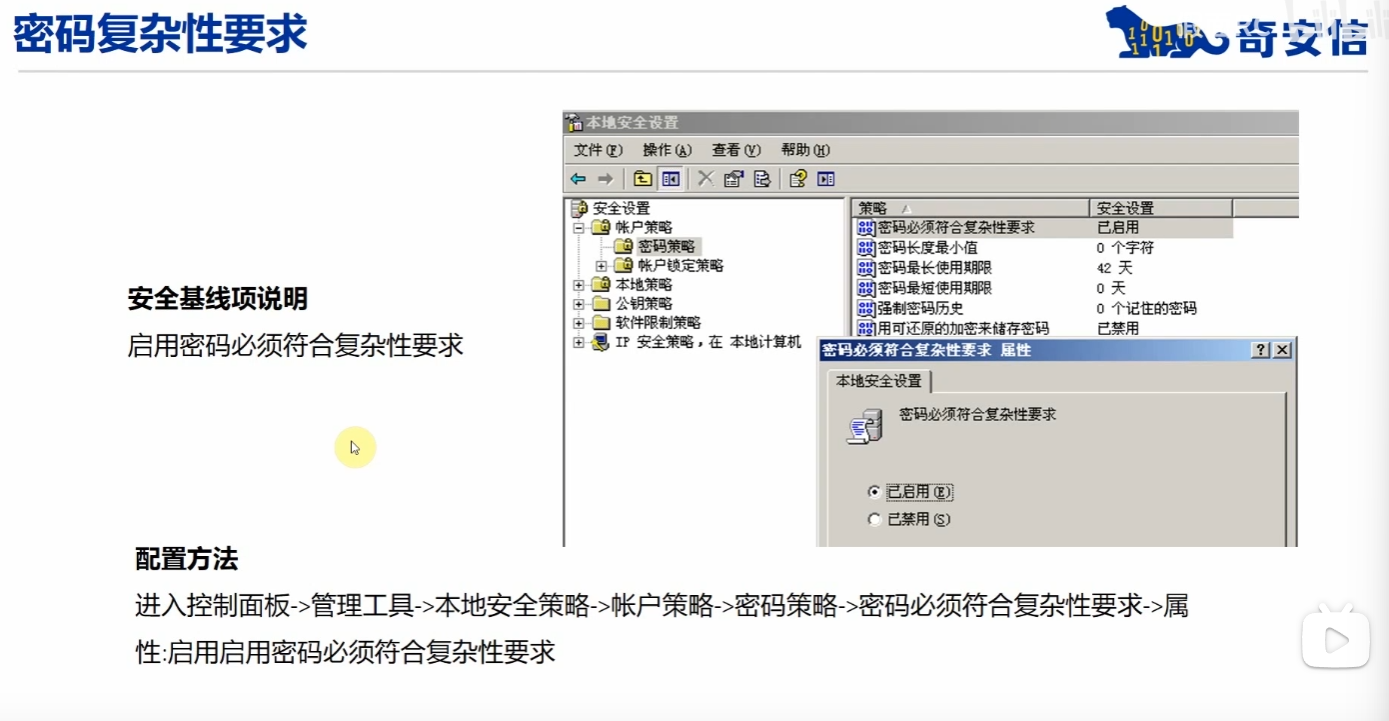 密码复杂性要求
奇安信
本地安全设置
文件(F) 操作(A) 查看(V) 帮助(H)
安全设置
帐户策略
密码策略
帐户锁定策略
本地策略
公钥策略
软件限制策略
IP 安全策略，在 本地计算机
策略 安全设置
密码必须符合复杂性要求 已启用
密码长度最小值 0 个字符
密码最长使用期限 42 天
密码最短使用期限 0 天
强制密码历史 0 个记住的密码
用可还原的加密来储存密码 已禁用
密码必须符合复杂性要求 属性
本地安全设置
密码必须符合复杂性要求
已启用(E)
已禁用(S)
安全基线项说明
启用密码必须符合复杂性要求
配置方法
进入控制面板->管理工具->本地安全策略->帐户策略->密码策略->密码必须符合复杂性要求->属
性:启用启用密码必须符合复杂性要求